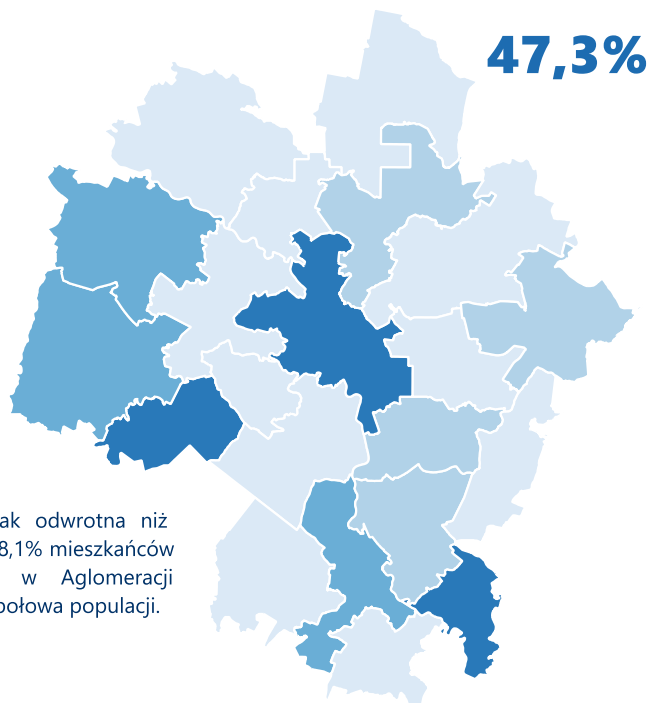 47,3%
ak odwrotna niż
8,1% mieszkańców
w Aglomeracji
połowa populacji.